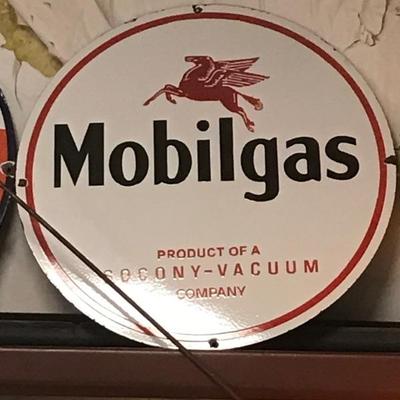 Mobilgas
PRODUCT OF A
SOCONY-VACUUM
COMPANY